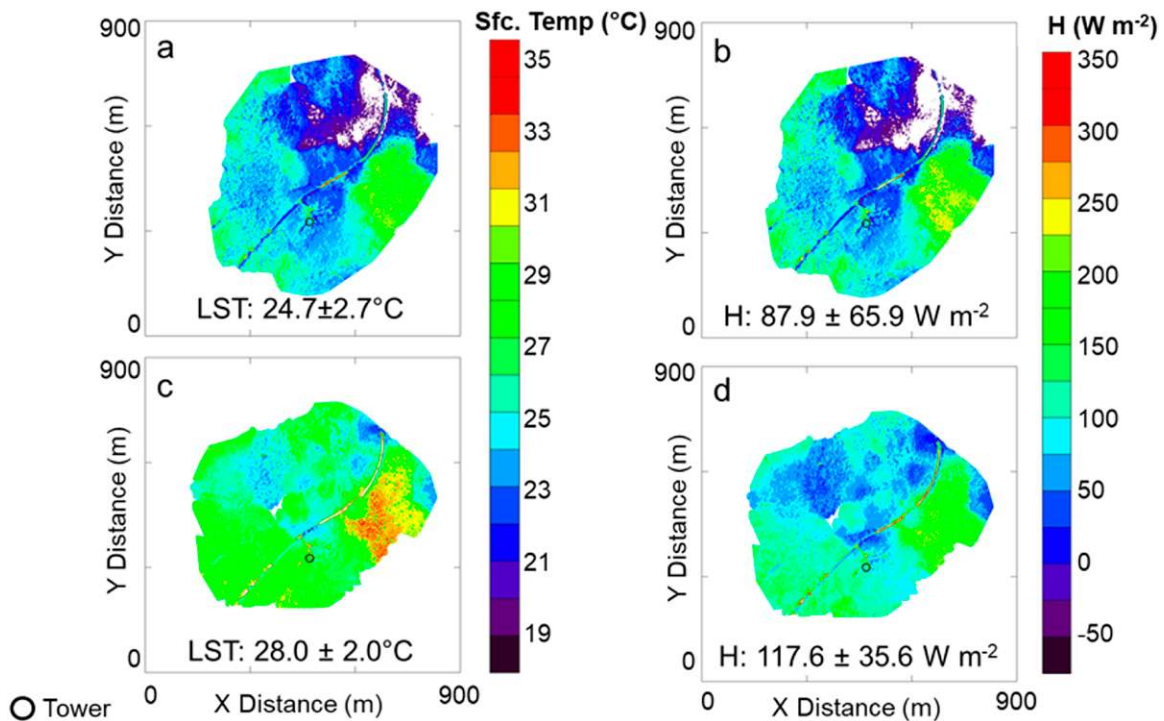 Sfc. Temp (°C)
H (W m-2)
900
a
Y Distance (m)
0
LST: 24.7±2.7°C
35
33
31
29
27
25
23
21
19
900
b
Y Distance (m)
0
H: 87.9 ± 65.9 W m-2
350
300
250
200
150
100
50
0
-50
900
c
Y Distance (m)
0
LST: 28.0 ± 2.0°C
0
900
X Distance (m)
900
d
Y Distance (m)
0
H: 117.6 ± 35.6 W m-2
0
900
X Distance (m)
Tower